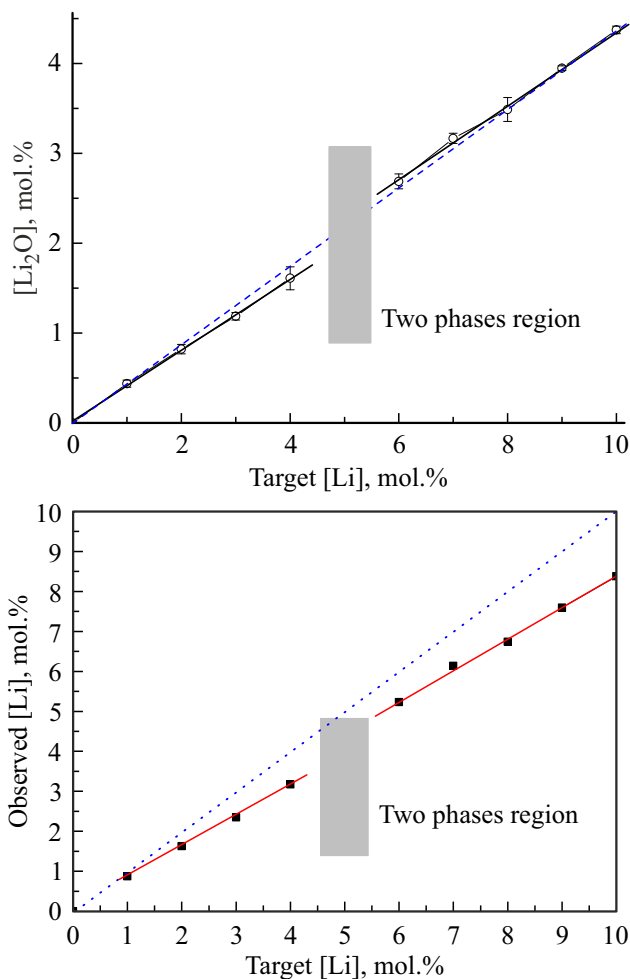 [Li₂O], mol.%
4
3
2
1
0
Two phases region
0 2 4 6 8 10
Target [Li], mol.%
Observed [Li], mol.%
10
9
8
7
6
5
4
3
2
1
0
Two phases region
0 1 2 3 4 5 6 7 8 9 10
Target [Li], mol.%